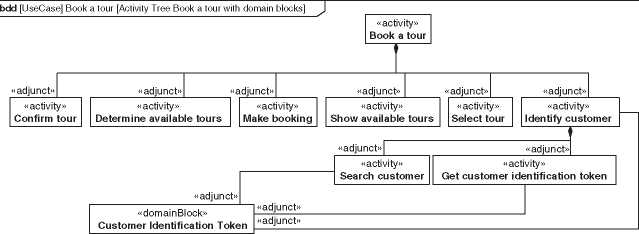 bdd [UseCase] Book a tour [Activity Tree Book a tour with domain blocks]
«activity»
Book a tour
«adjunct» «adjunct» «adjunct» «adjunct» «adjunct» «adjunct»
«activity» «activity» «activity» «activity» «activity» «activity»
Confirm tour Determine available tours Make booking Show available tours Select tour Identify customer
«adjunct» «adjunct»
«activity» «activity»
Search customer Get customer identification token
«adjunct»
«domainBlock» «adjunct»
Customer Identification Token «adjunct»